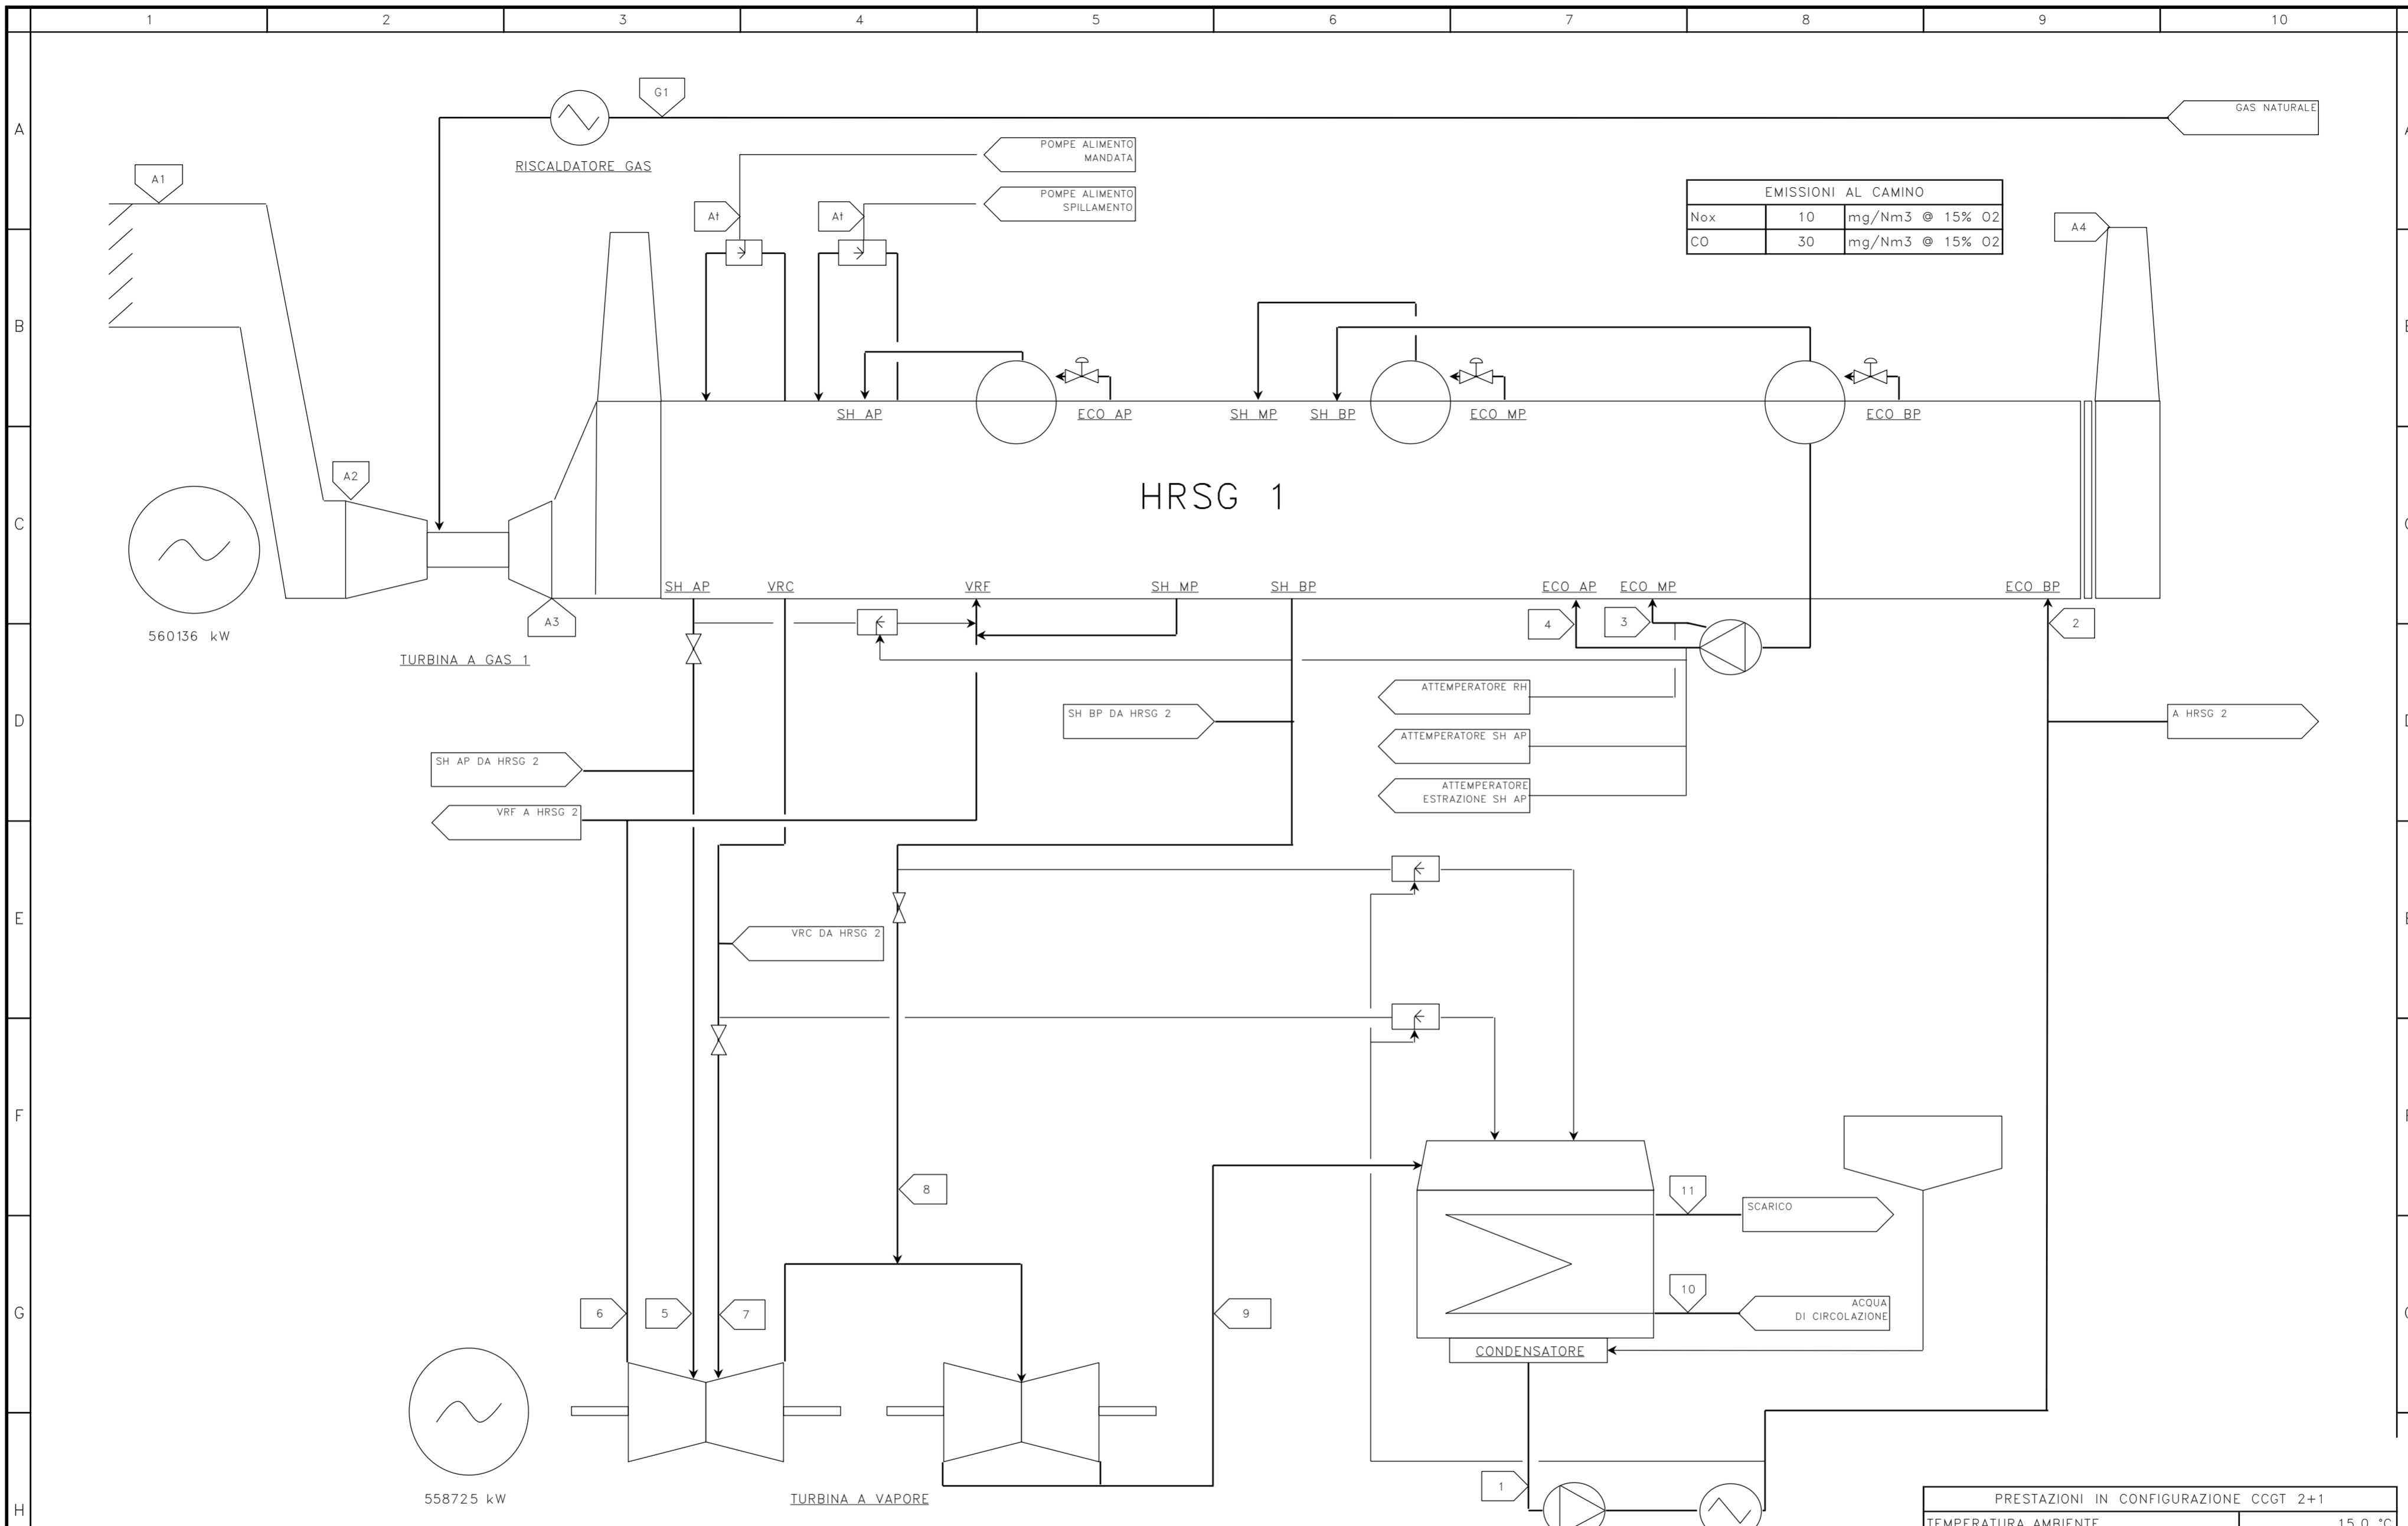 1 2 3 4 5 6 7 8 9 10
A
G1
GAS NATURALE
POMPE ALIMENTO
MANDATA
RISCALDATORE GAS
A1
POMPE ALIMENTO
SPILLAMENTO
At
At
EMISSIONI AL CAMINO
Nox 10 mg/Nm3 @ 15% O2
CO 30 mg/Nm3 @ 15% O2
A4
B
SH AP
ECO AP
SH MP
SH BP
ECO MP
ECO BP
A2
HRSG 1
C
SH AP
VRC
VRF
SH MP
SH BP
ECO AP
ECO MP
ECO BP
A3
4
3
2
560136 kW
TURBINA A GAS 1
ATTEMPERATORE RH
D
SH BP DA HRSG 2
A HRSG 2
ATTEMPERATORE SH AP
SH AP DA HRSG 2
ATTEMPERATORE
ESTRAZIONE SH AP
VRF A HRSG 2
E
VRC DA HRSG 2
F
8
11
SCARICO
10
ACQUA
DI CIRCOLAZIONE
G
6
5
7
9
CONDENSATORE
1
558725 kW
TURBINA A VAPORE
H
PRESTAZIONI IN CONFIGURAZIONE CCGT 2+1
TEMPERATURA AMBIENTE 15.0 °C